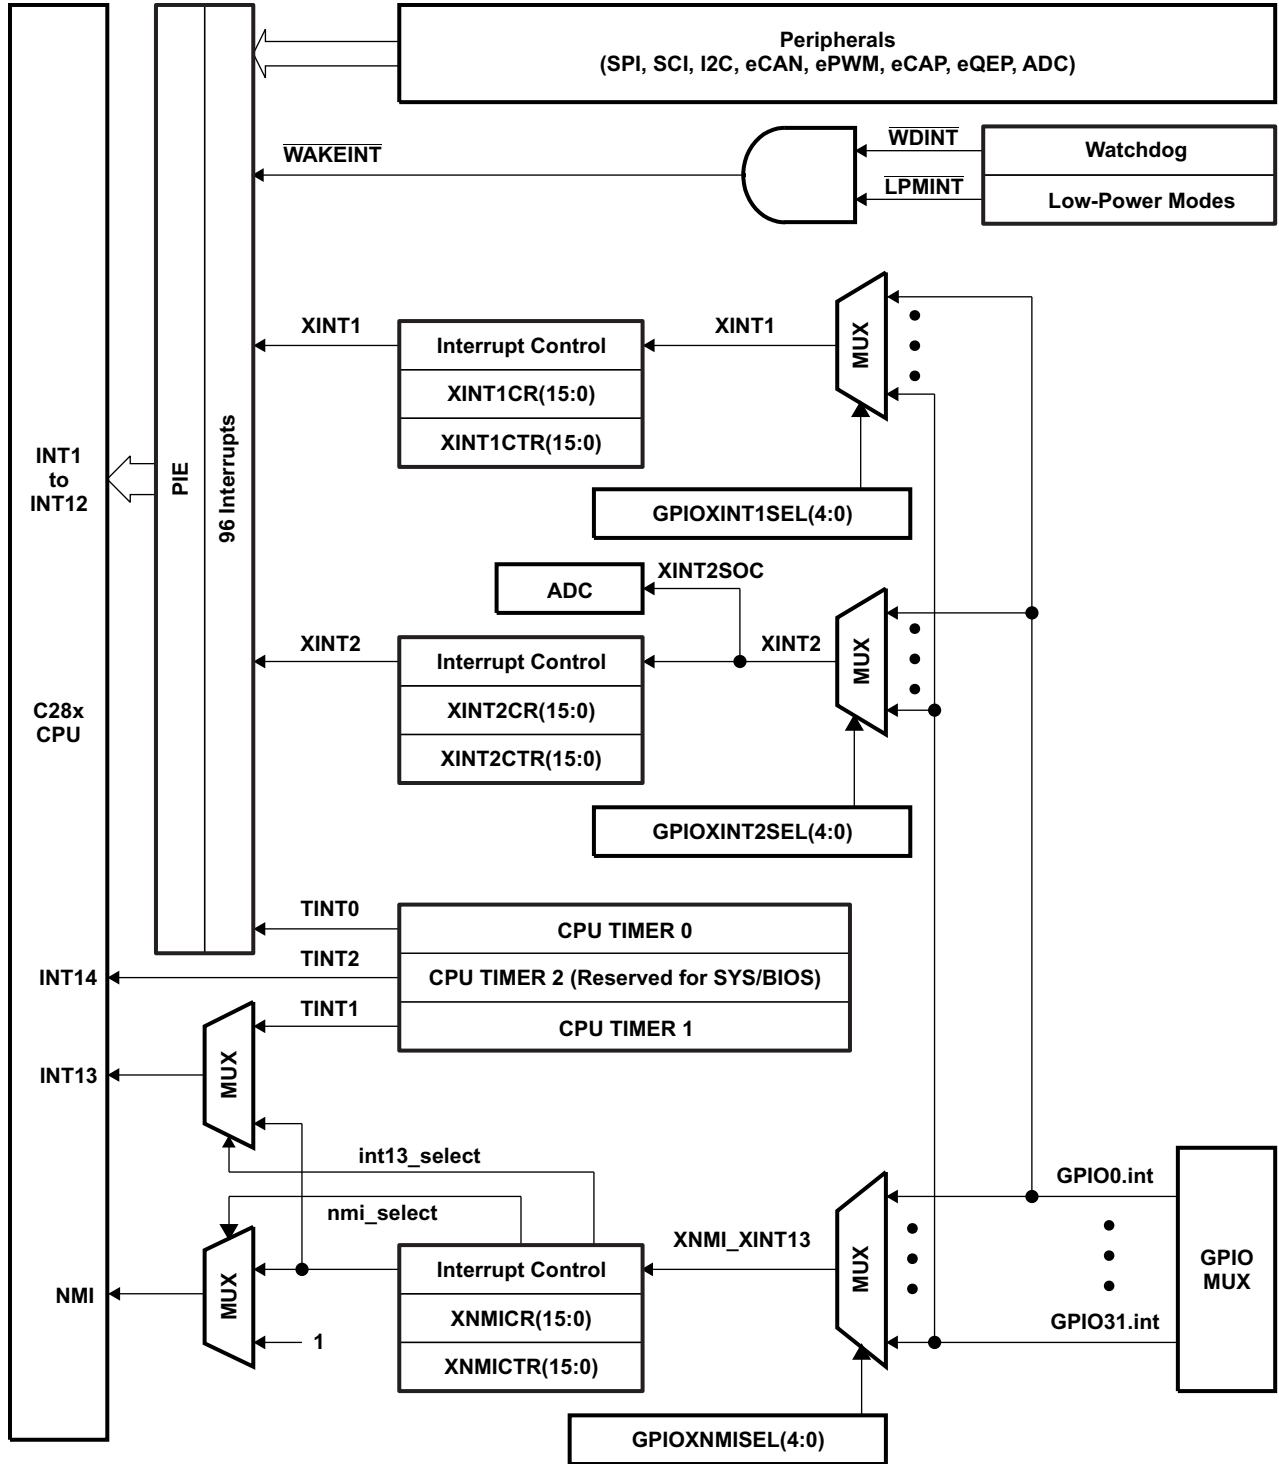 Peripherals
(SPI, SCI, I2C, eCAN, ePWM, eCAP, eQEP, ADC)
WDINT
WAKEINT
Watchdog
LPMINT
Low-Power Modes
XINT1
XINT1
MUX
Interrupt Control
XINT1CR(15:0)
XINT1CTR(15:0)
INT1
to
INT12
PIE
96 Interrupts
GPIOXINT1SEL(4:0)
XINT2SOC
ADC
XINT2
XINT2
MUX
Interrupt Control
XINT2CR(15:0)
XINT2CTR(15:0)
C28x
CPU
GPIOXINT2SEL(4:0)
TINT0
CPU TIMER 0
TINT2
INT14
CPU TIMER 2 (Reserved for SYS/BIOS)
TINT1
CPU TIMER 1
INT13
MUX
int13_select
GPIO0.int
nmi_select
XNMI_XINT13
MUX
GPIO
MUX
Interrupt Control
NMI
MUX
XNMICR(15:0)
GPIO31.int
1
XNMICTR(15:0)
GPIOXNMISEL(4:0)